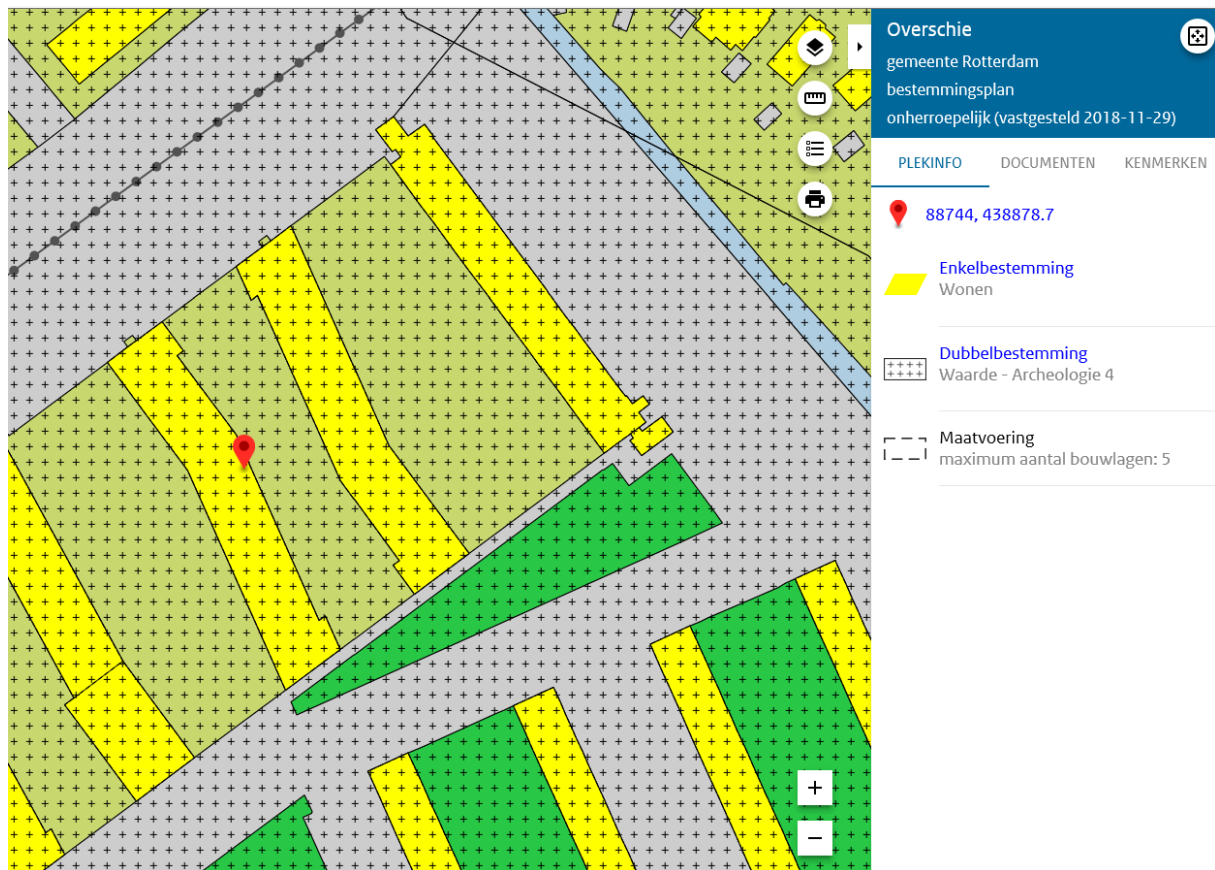 Overschie
gemeente Rotterdam
bestemmingsplan
onherroepelijk (vastgesteld 2018-11-29)
PLEKINFO DOCUMENTEN KENMERKEN
88744, 438878.7
Enkelbestemming
Wonen
Dubbelbestemming
Waarde - Archeologie 4
Maatvoering
maximum aantal bouwlagen: 5